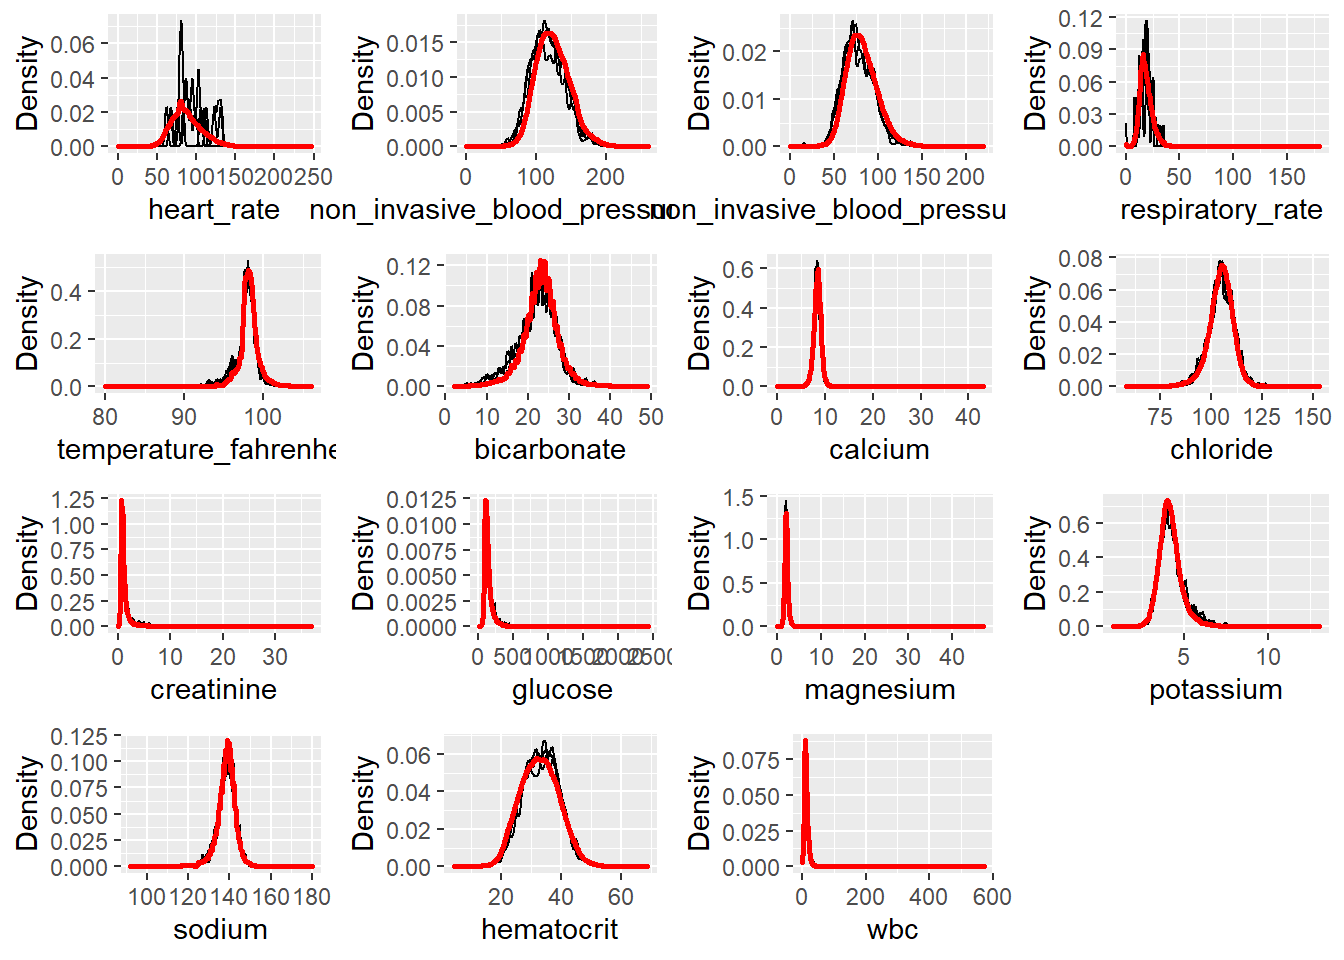 Density
0.06
0.04
0.02
0.00
0 50 100 150 200 250
heart_rate
Density
0.015
0.010
0.005
0.000
0 100 200
non_invasive_blood_pressu
Density
0.02
0.01
0.00
0 50 100 150 200
non_invasive_blood_pressu
Density
0.12
0.09
0.06
0.03
0.00
0 50 100 150
respiratory_rate
Density
0.4
0.2
0.0
80 90 100
temperature_fahrenhe
Density
0.12
0.08
0.04
0.00
0 10 20 30 40 50
bicarbonate
Density
0.6
0.4
0.2
0.0
0 10 20 30 40
calcium
Density
0.08
0.06
0.04
0.02
0.00
75 100 125 150
chloride
Density
1.25
1.00
0.75
0.50
0.25
0.00
0 10 20 30
creatinine
Density
0.0125
0.0100
0.0075
0.0050
0.0025
0.0000
0 500 1000 1500 2000 2500
glucose
Density
1.5
1.0
0.5
0.0
0 10 20 30 40
magnesium
Density
0.6
0.4
0.2
0.0
5 10
potassium
Density
0.125
0.100
0.075
0.050
0.025
0.000
100 120 140 160 180
sodium
Density
0.06
0.04
0.02
0.00
20 40 60
hematocrit
Density
0.075
0.050
0.025
0.000
0 200 400 600
wbc